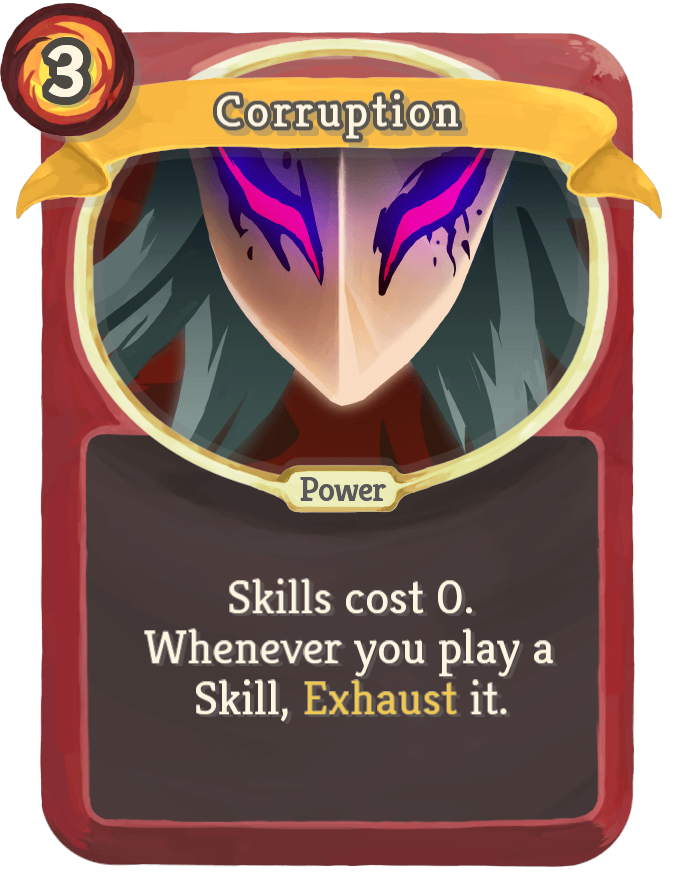 3
Corruption
Power
Skills cost 0.
Whenever you play a
Skill, Exhaust it.